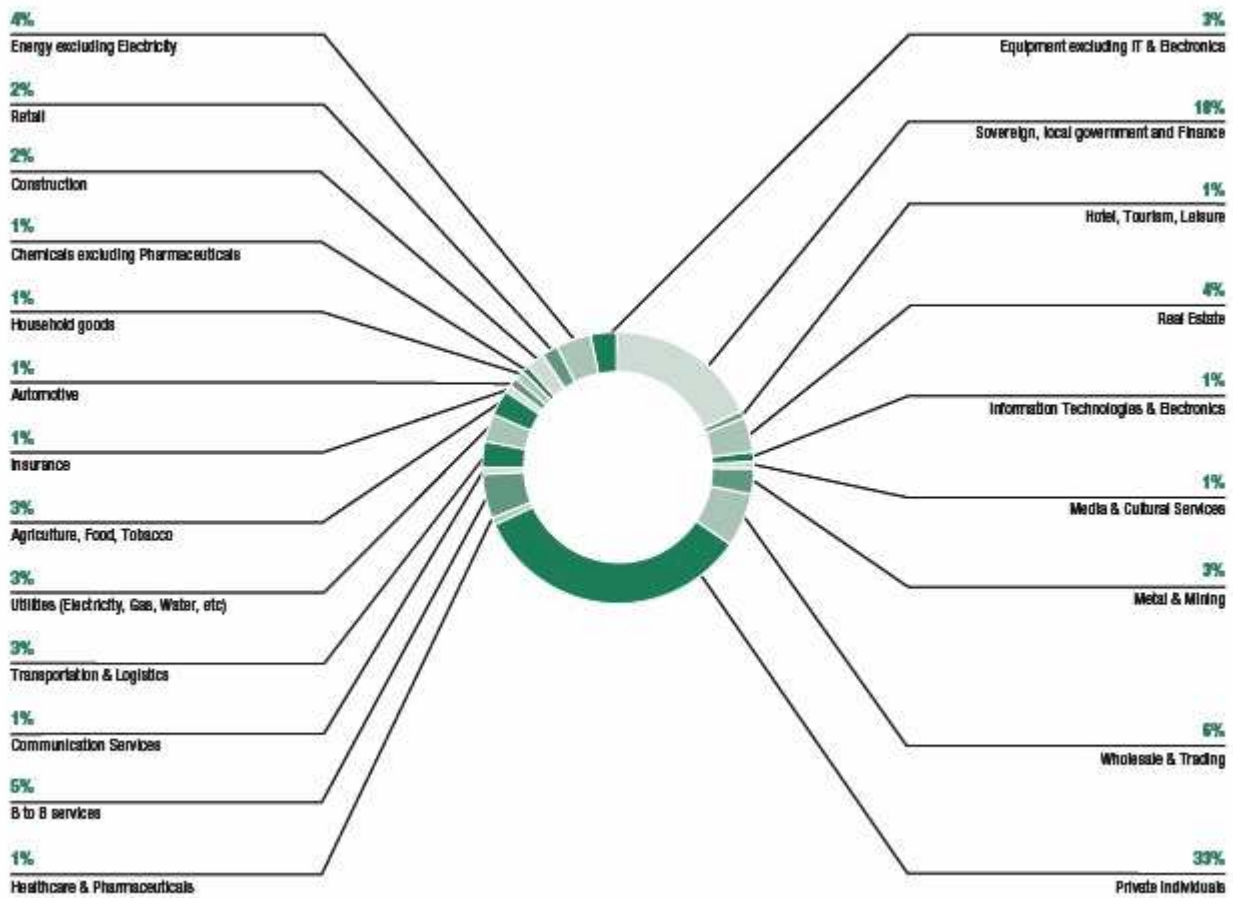 4%
Energy excluding Electricity
2%
Retail
2%
Construction
1%
Chemicals excluding Pharmaceuticals
1%
Household goods
1%
Automotive
1%
Insurance
3%
Agriculture, Food, Tobacco
3%
Utilities (Electricity, Gas, Water, etc)
3%
Transportation & Logistics
1%
Communication Services
5%
B to B services
1%
Healthcare & Pharmaceuticals
3%
Equipment excluding IT & Electronics
18%
Sovereign, local government and Finance
1%
Hotel, Tourism, Leisure
4%
Real Estate
1%
Information Technologies & Electronics
1%
Media & Cultural Services
3%
Metal & Mining
6%
Wholesale & Trading
33%
Private Individuals